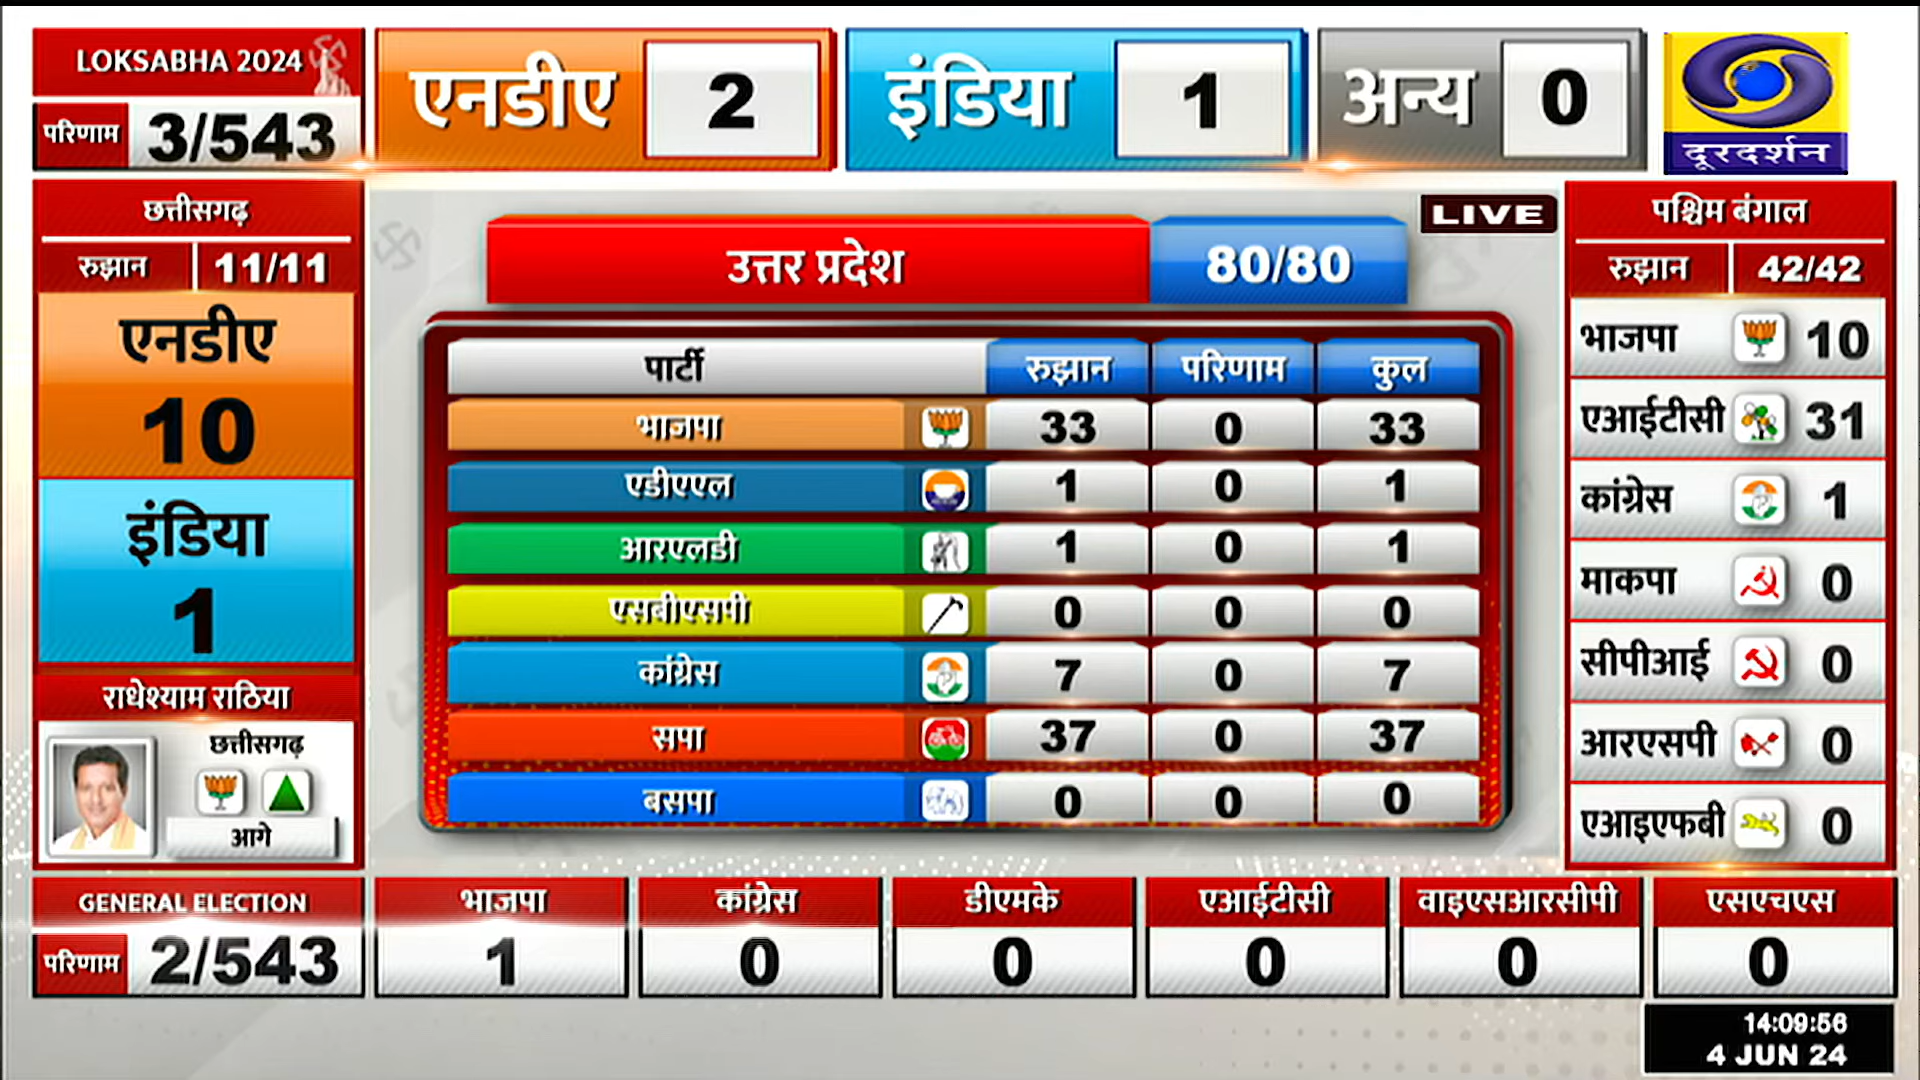 LOKSABHA 2024
परिणाम 3/543
एनडीए 2
इंडिया 1
अन्य 0
दूरदर्शन
छत्तीसगढ़
रुझान 11/11
एनडीए
10
इंडिया
1
राधेश्याम राठिया
छत्तीसगढ़
आगे
LIVE
उत्तर प्रदेश 80/80
पार्टी रुझान परिणाम कुल
भाजपा 33 0 33
एडीएएल 1 0 1
आरएलडी 1 0 1
एसबीएसपी 0 0 0
कांग्रेस 7 0 7
सपा 37 0 37
बसपा 0 0 0
पश्चिम बंगाल
रुझान 42/42
भाजपा 10
एआईटीसी 31
कांग्रेस 1
माकपा 0
सीपीआई 0
आरएसपी 0
एआइएफबी 0
GENERAL ELECTION
परिणाम 2/543
भाजपा कांग्रेस डीएमके एआईटीसी वाइएसआरसीपी एसएचएस
1 0 0 0 0 0
14:09:56
4 JUN 24